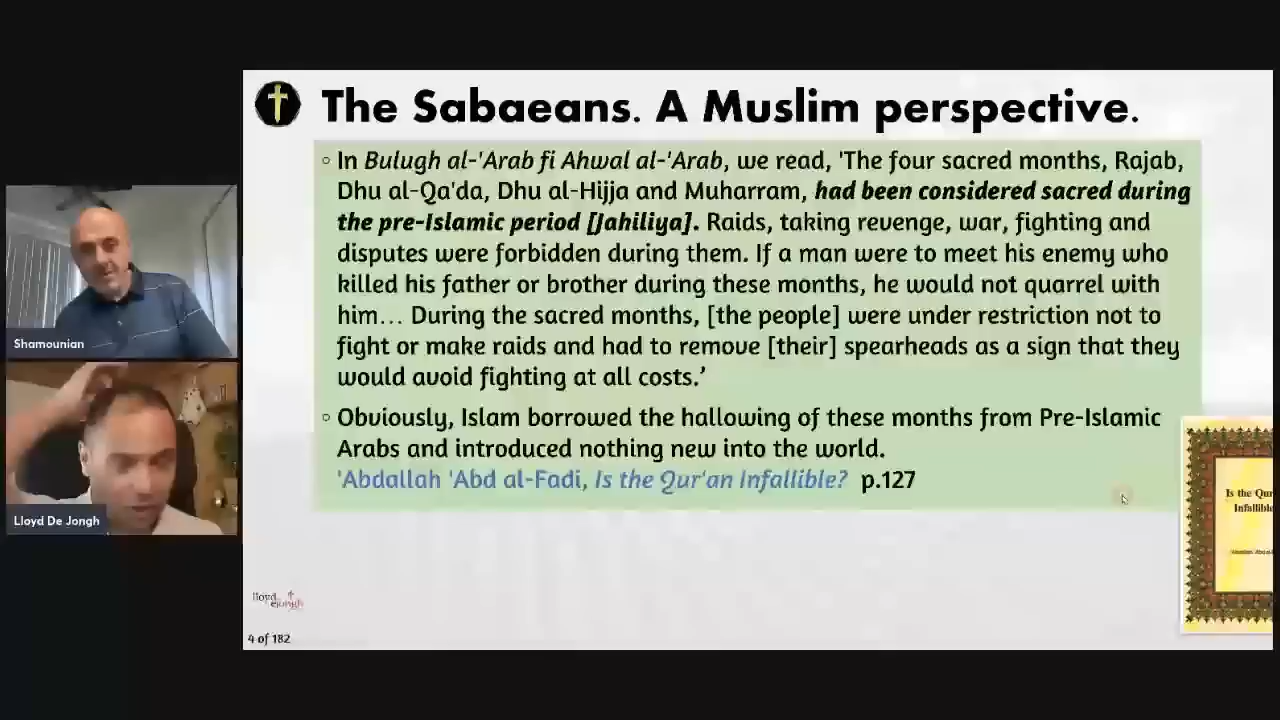 The Sabaeans. A Muslim perspective.
In Bulugh al-'Arab fi Ahwal al-'Arab, we read, 'The four sacred months, Rajab,
Dhu al-Qa'da, Dhu al-Hijja and Muharram, had been considered sacred during
the pre-Islamic period [Jahiliya]. Raids, taking revenge, war, fighting and
disputes were forbidden during them. If a man were to meet his enemy who
killed his father or brother during these months, he would not quarrel with
him... During the sacred months, [the people] were under restriction not to
fight or make raids and had to remove [their] spearheads as a sign that they
would avoid fighting at all costs.’
Obviously, Islam borrowed the hallowing of these months from Pre-Islamic
Arabs and introduced nothing new into the world.
'Abdallah 'Abd al-Fadi, Is the Qur'an Infallible? p.127
Shamounian
Lloyd De Jongh
Is the Qur
Infallible
lloyd
dejongh
4 of 182